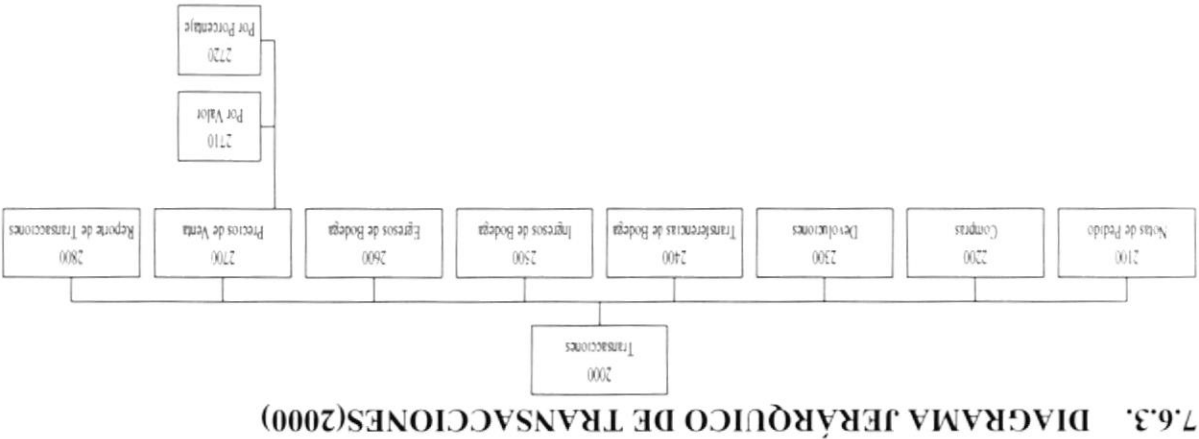 7.6.3. DIAGRAMA JERÁRQUICO DE TRANSACCIONES(2000)
2000
Transacciones
2100
Notas de Pedido
2200
Compras
2300
Devoluciones
2400
Transferencias de Bodega
2500
Ingresos de Bodega
2600
Egresos de Bodega
2700
Precios de Venta
2800
Reporte de Transacciones
2710
Por Valor
2720
Por Porcentaje